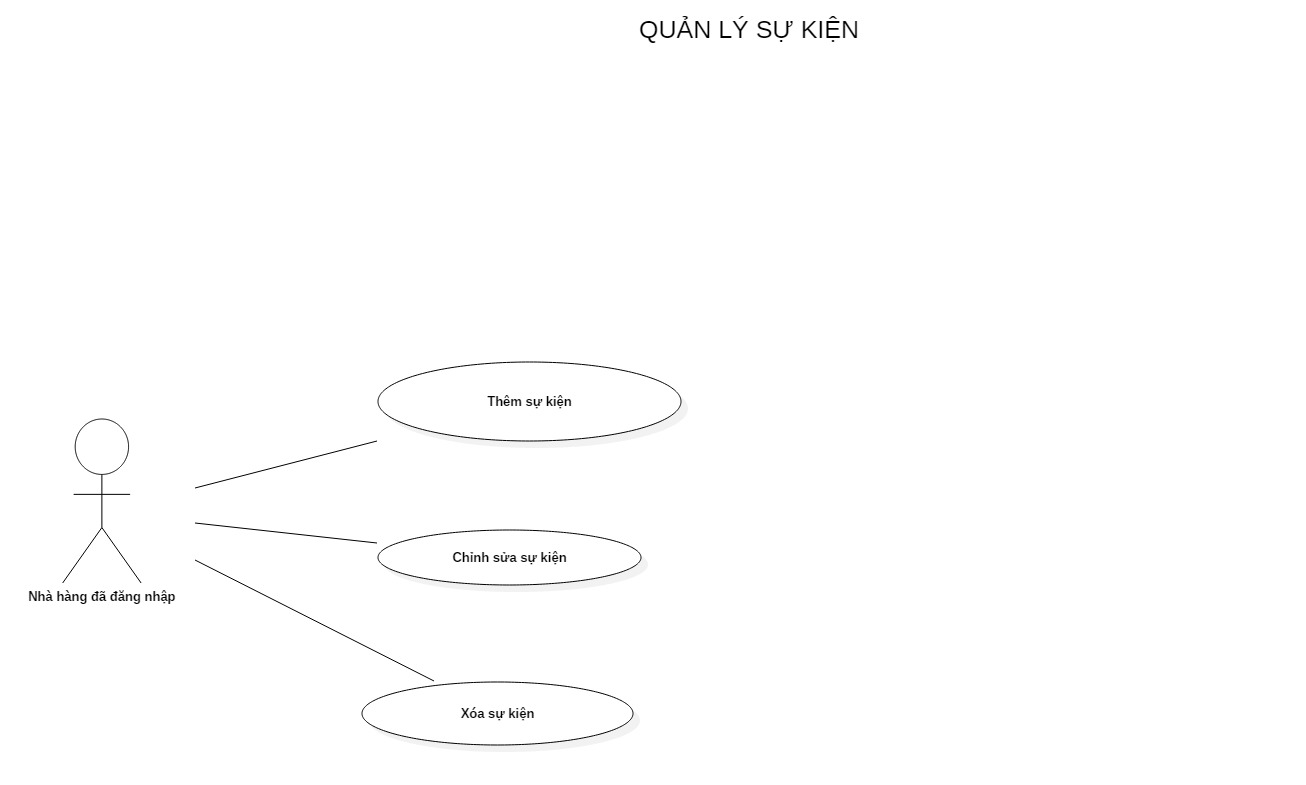 QUẢN LÝ SỰ KIỆN
Thêm sự kiện
Chỉnh sửa sự kiện
Nhà hàng đã đăng nhập
Xóa sự kiện